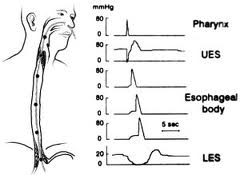 mmHg
80 Pharynx
0
80 UES
0
80
0
80 Esophageal
0 body
80
0 5 sec
20 LES
0